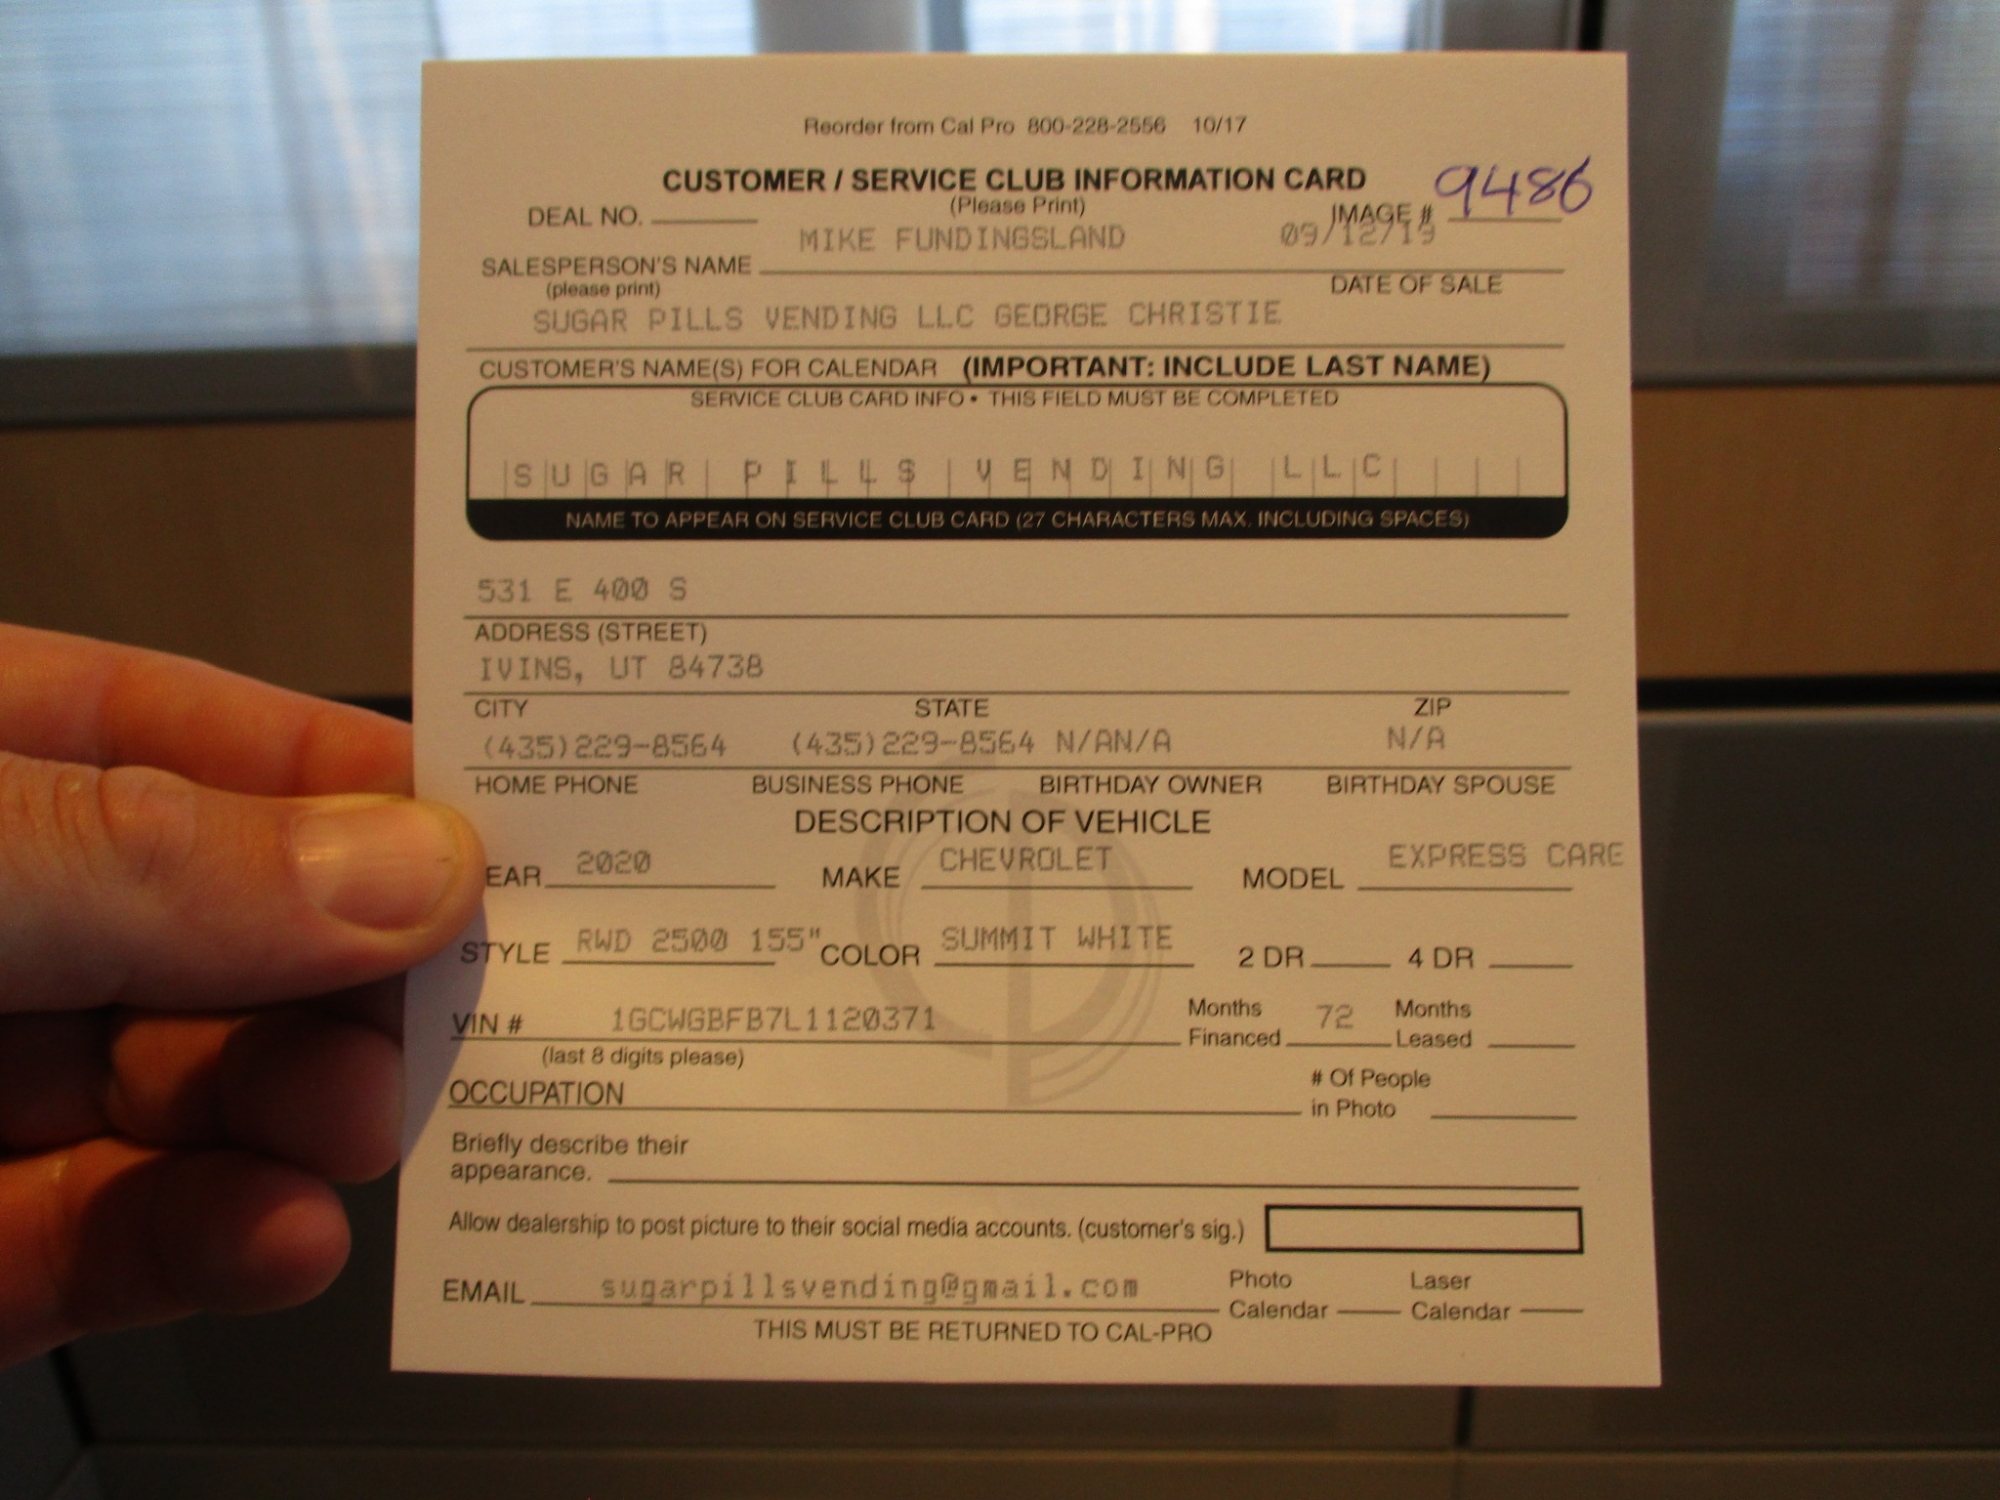 Reorder from Cal Pro 800-228-2556 10/17
CUSTOMER / SERVICE CLUB INFORMATION CARD
(Please Print)
DEAL NO. IMAGE # 9486
MIKE FUNDINGSLAND 09/12/19
SALESPERSON'S NAME
(please print) DATE OF SALE
SUGAR PILLS VENDING LLC GEORGE CHRISTIE
CUSTOMER'S NAME(S) FOR CALENDAR (IMPORTANT: INCLUDE LAST NAME)
SERVICE CLUB CARD INFO • THIS FIELD MUST BE COMPLETED
SUGAR PILLS VENDING LLC
NAME TO APPEAR ON SERVICE CLUB CARD (27 CHARACTERS MAX. INCLUDING SPACES)
531 E 400 S
ADDRESS (STREET)
IVINS, UT 84738
CITY STATE ZIP
(435)229-8564 (435)229-8564 N/AN/A N/A
HOME PHONE BUSINESS PHONE BIRTHDAY OWNER BIRTHDAY SPOUSE
DESCRIPTION OF VEHICLE
EAR 2020 MAKE CHEVROLET MODEL EXPRESS CARE
STYLE RWD 2500 155" COLOR SUMMIT WHITE 2 DR 4 DR
VIN # 1GCWGBFB7L1120371 Months Financed 72 Months Leased
(last 8 digits please)
OCCUPATION # Of People in Photo
Briefly describe their
appearance.
Allow dealership to post picture to their social media accounts. (customer's sig.)
EMAIL sugarpillsvending@gmail.com Photo Calendar Laser Calendar
THIS MUST BE RETURNED TO CAL-PRO